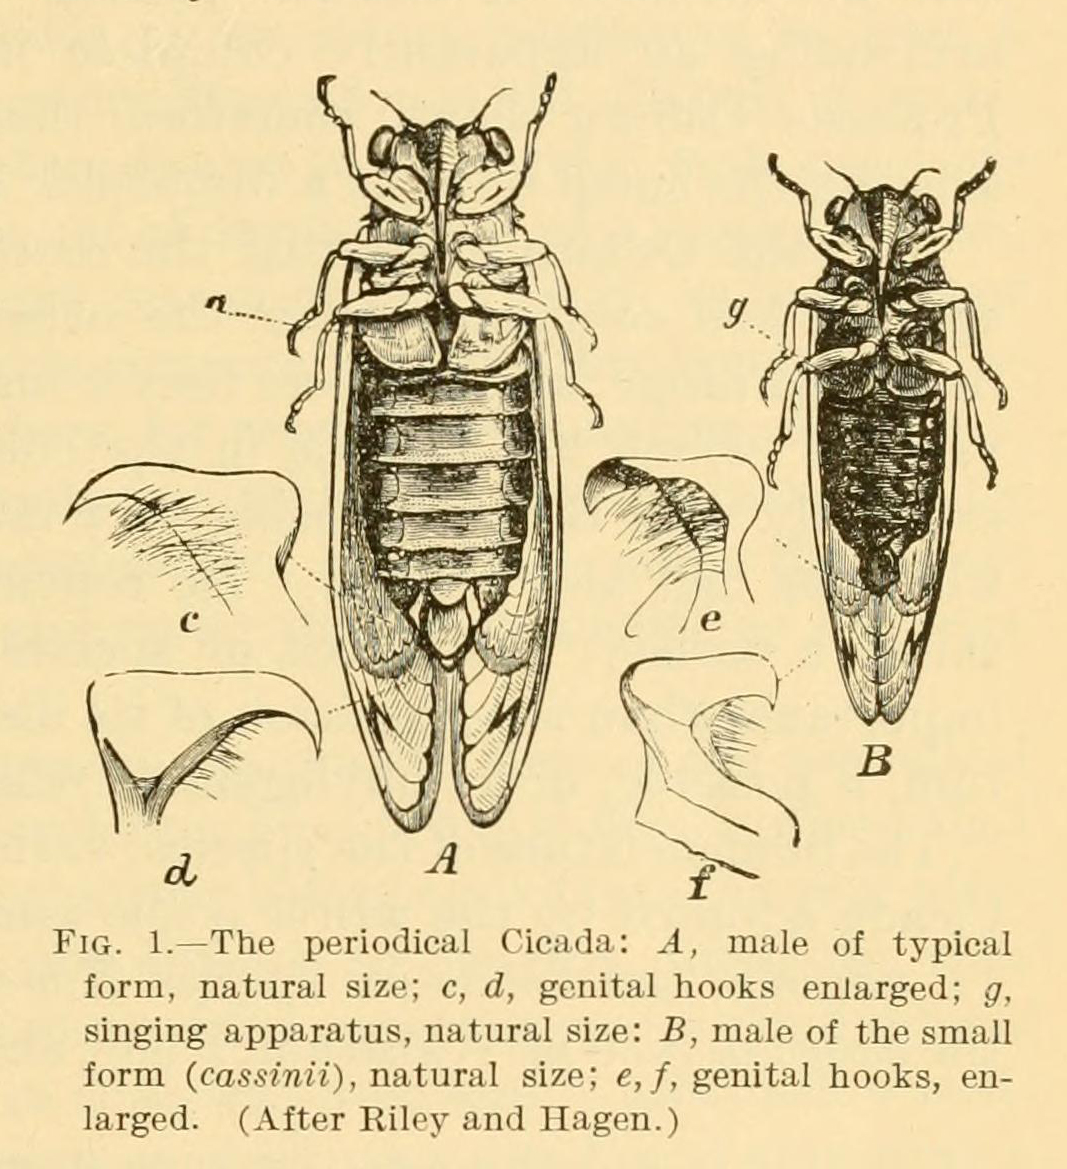 n
g
c
e
B
d
A
f
FIG. 1.—The periodical Cicada: A, male of typical
form, natural size; c, d, genital hooks enlarged; g,
singing apparatus, natural size: B, male of the small
form (cassinii), natural size; e, f, genital hooks, en-
larged. (After Riley and Hagen.)